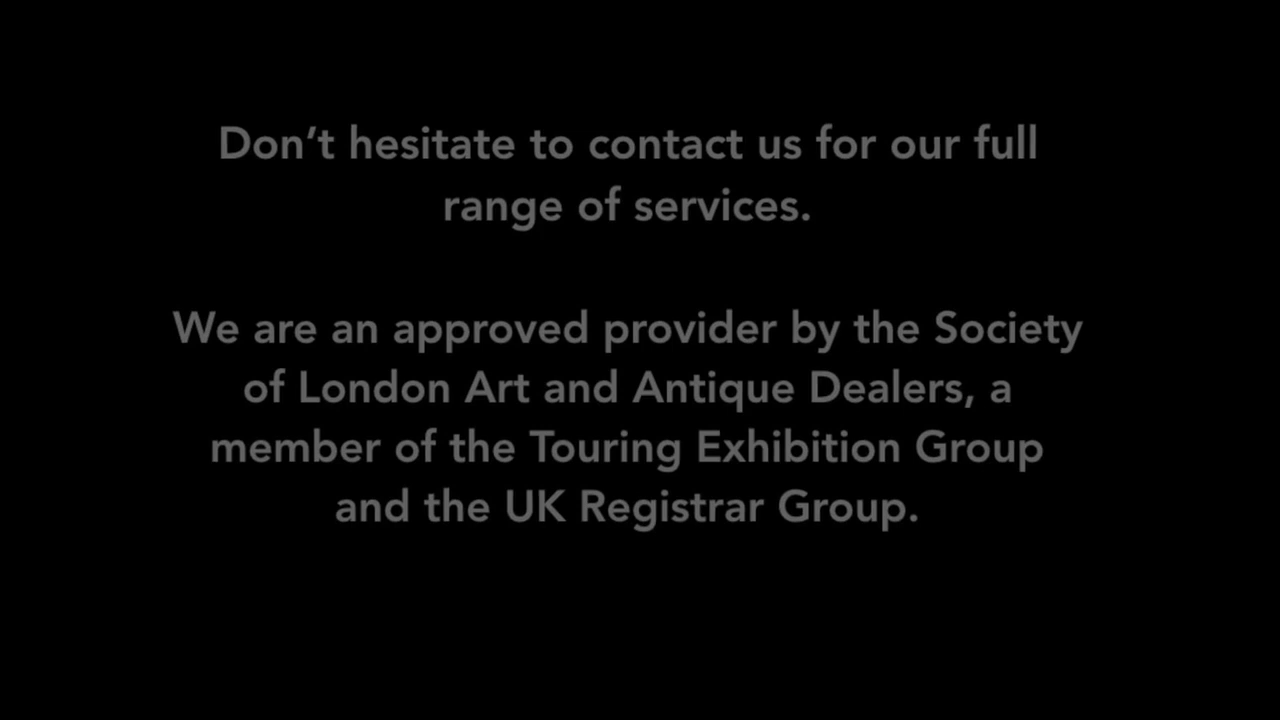 Don’t hesitate to contact us for our full
range of services.
We are an approved provider by the Society
of London Art and Antique Dealers, a
member of the Touring Exhibition Group
and the UK Registrar Group.